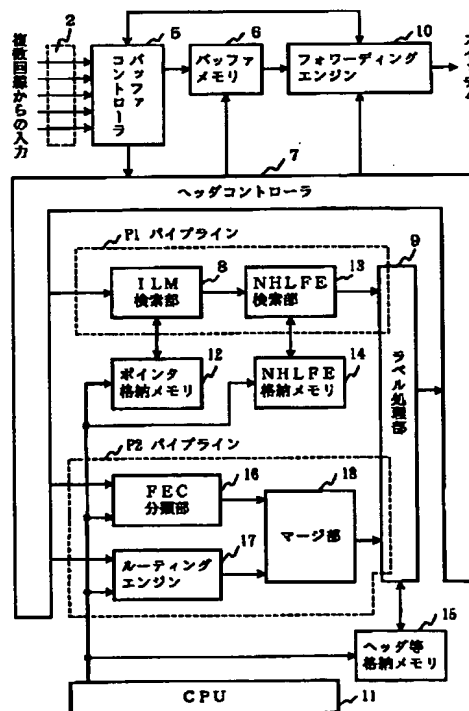 複数回線からの入力
2
5
バッファコントローラ
6
バッファ
メモリ
10
フォワーディング
エンジン
7
ヘッダコントローラ
P1 パイプライン
8
ILM
検索部
13
NHLFE
検索部
9
ラベル処理部
12
ポインタ
格納メモリ
14
NHLFE
格納メモリ
P2 パイプライン
16
FEC
分類部
18
マージ部
17
ルーティング
エンジン
15
ヘッダ等
格納メモリ
CPU
11